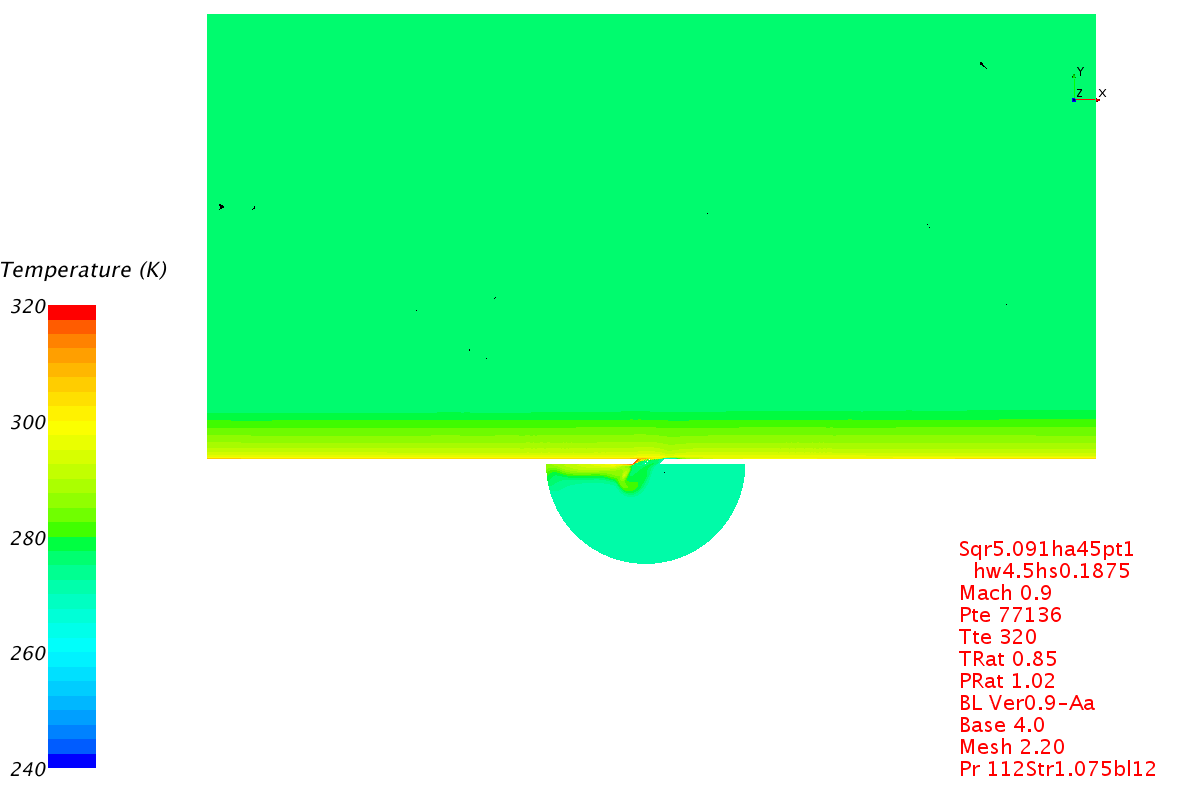 Y
Z X
Temperature (K)
320
300
280
260
240
Sqr5.091ha45pt1
hw4.5hs0.1875
Mach 0.9
Pte 77136
Tte 320
TRat 0.85
PRat 1.02
BL Ver0.9-Aa
Base 4.0
Mesh 2.20
Pr 112Str1.075bl12